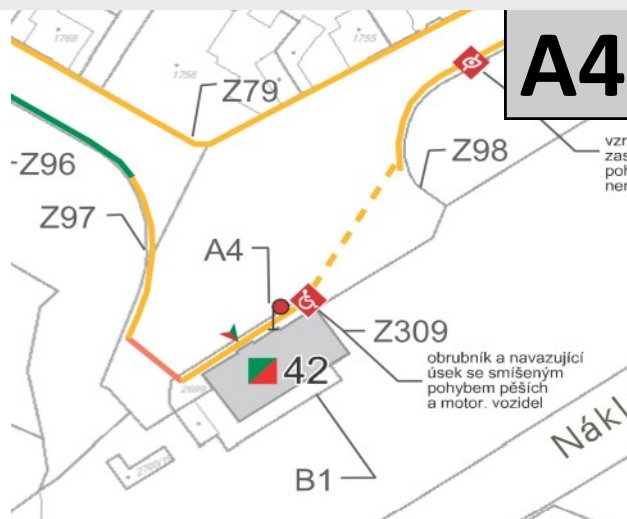 1769
1755
A4
1756
Z79
vzr
zas
poh
ner
Z96
Z98
Z97
A4
Z309
obrubník a navazující
úsek se smíšeným
pohybem pěších
a motor. vozidel
42
Nákl
B1